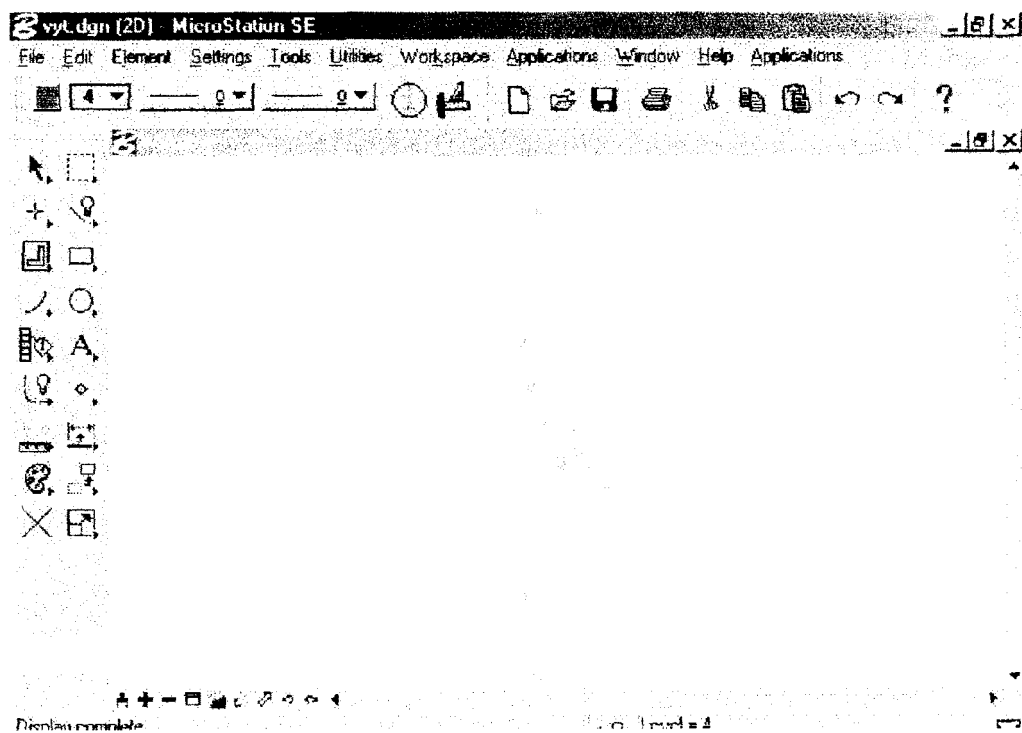 vyt.dgn (2D) - MicroStation SE
File Edit Element Settings Tools Utilities Workspace Applications Window Help Applications
4 0 0 ?
A
Display complete Level=4